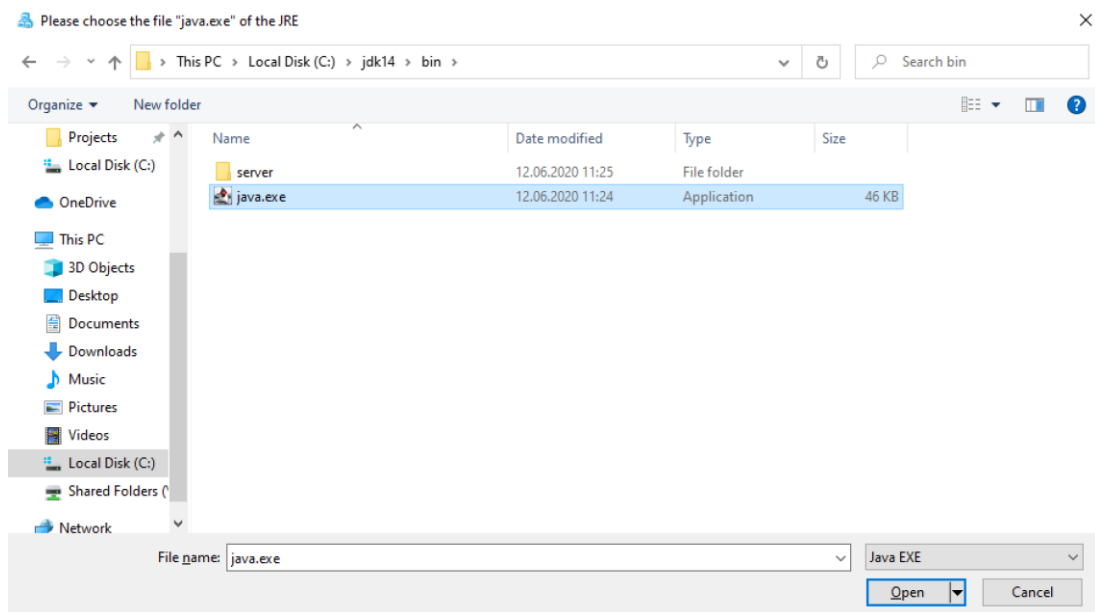 Please choose the file "java.exe" of the JRE
This PC > Local Disk (C:) > jdk14 > bin >
Search bin
Organize
New folder
Name
Date modified
Type
Size
server
12.06.2020 11:25
File folder
java.exe
12.06.2020 11:24
Application
46 KB
Projects
Local Disk (C:)
OneDrive
This PC
3D Objects
Desktop
Documents
Downloads
Music
Pictures
Videos
Local Disk (C:)
Shared Folders (
Network
File name:
java.exe
Java EXE
Open
Cancel